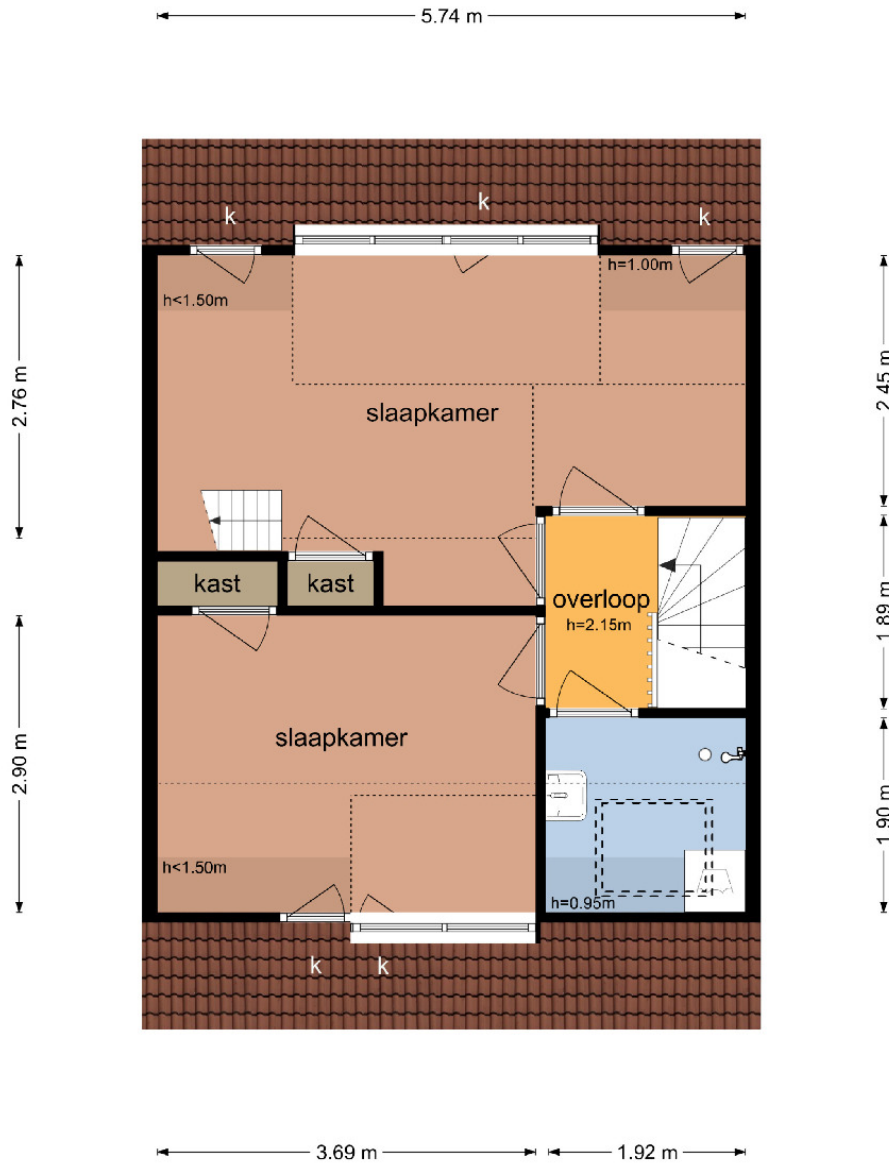 5.74 m
k
k
k
h=1.00m
h<1.50m
2.76 m
2.45 m
slaapkamer
kast
kast
overloop
h=2.15m
1.89 m
slaapkamer
2.90 m
1.90 m
h<1.50m
h=0.95m
k
k
3.69 m
1.92 m